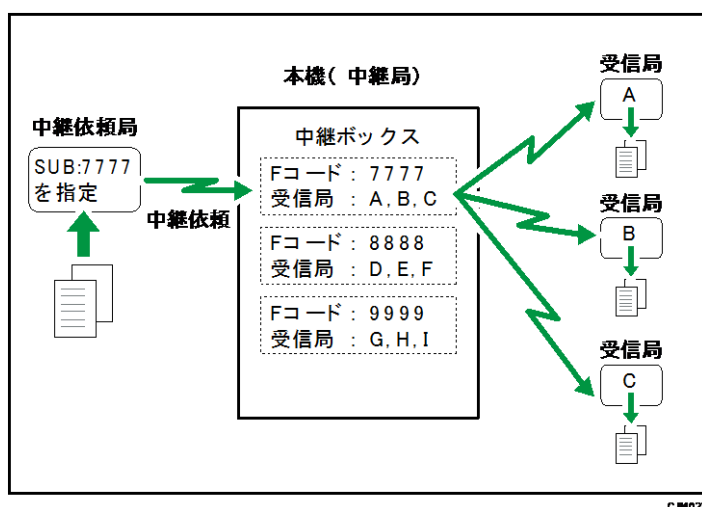 本機(中継局)
中継依頼局
SUB:7777
を指定
中継依頼
中継ボックス
Fコード：7777
受信局：A,B,C
Fコード：8888
受信局：D,E,F
Fコード：9999
受信局：G,H,I
受信局
A
受信局
B
受信局
C